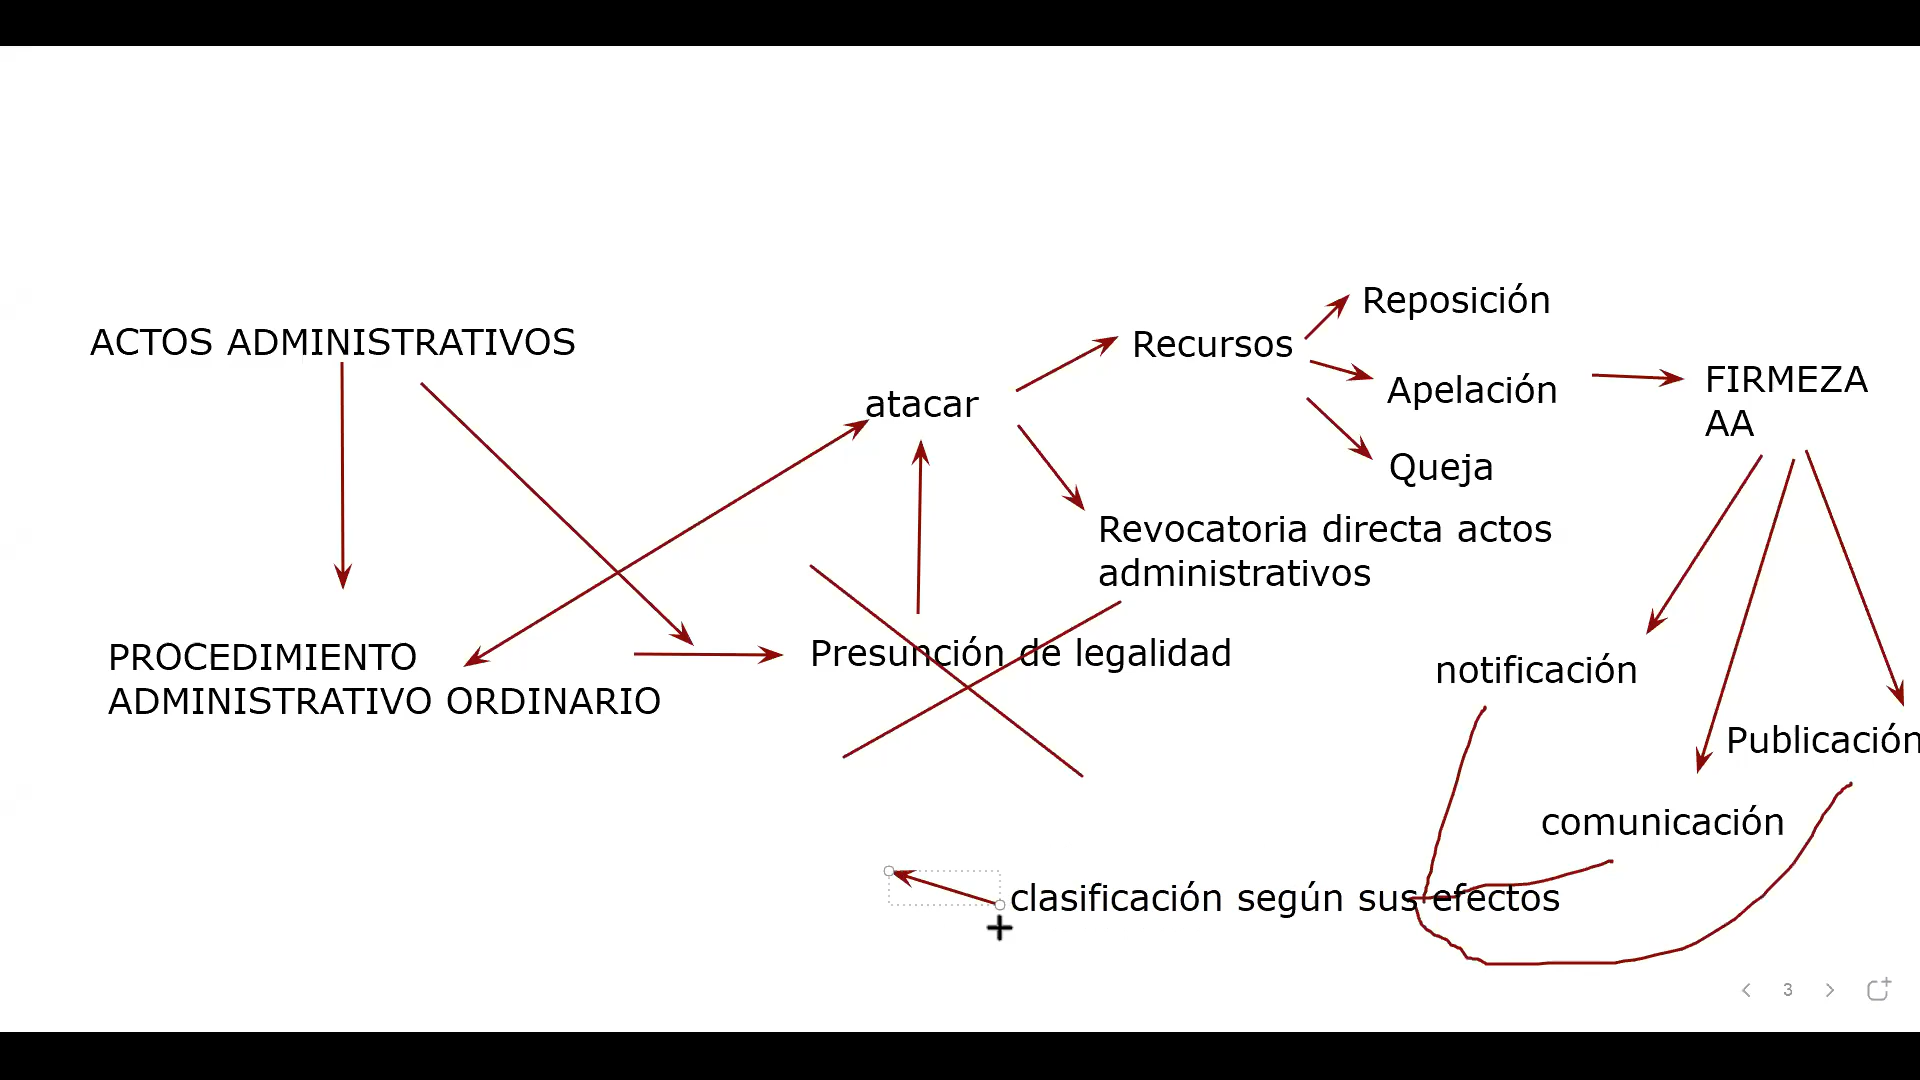 ACTOS ADMINISTRATIVOS
PROCEDIMIENTO
ADMINISTRATIVO ORDINARIO
atacar
Presunción de legalidad
Recursos
Reposición
Apelación
Queja
Revocatoria directa actos
administrativos
FIRMEZA
AA
notificación
Publicación
comunicación
clasificación según sus efectos
3